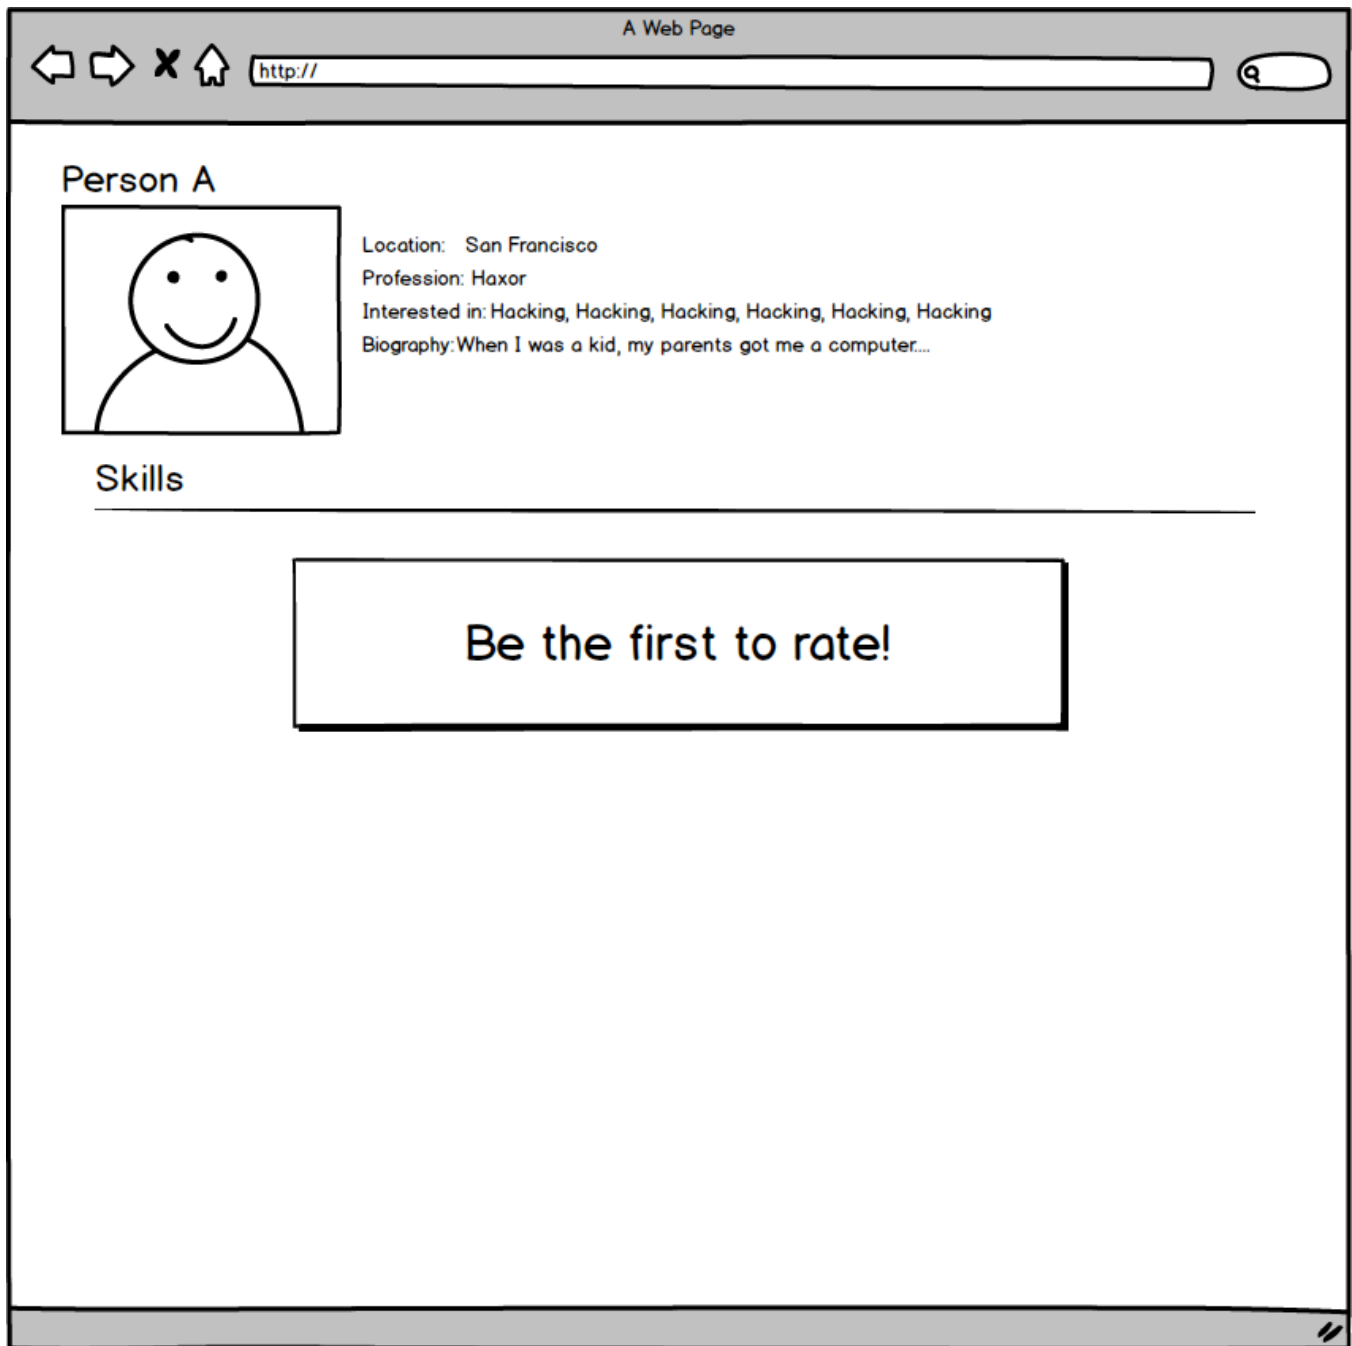 A Web Page
http://
Person A
Location: San Francisco
Profession: Haxor
Interested in: Hacking, Hacking, Hacking, Hacking, Hacking, Hacking
Biography: When I was a kid, my parents got me a computer....
Skills
Be the first to rate!